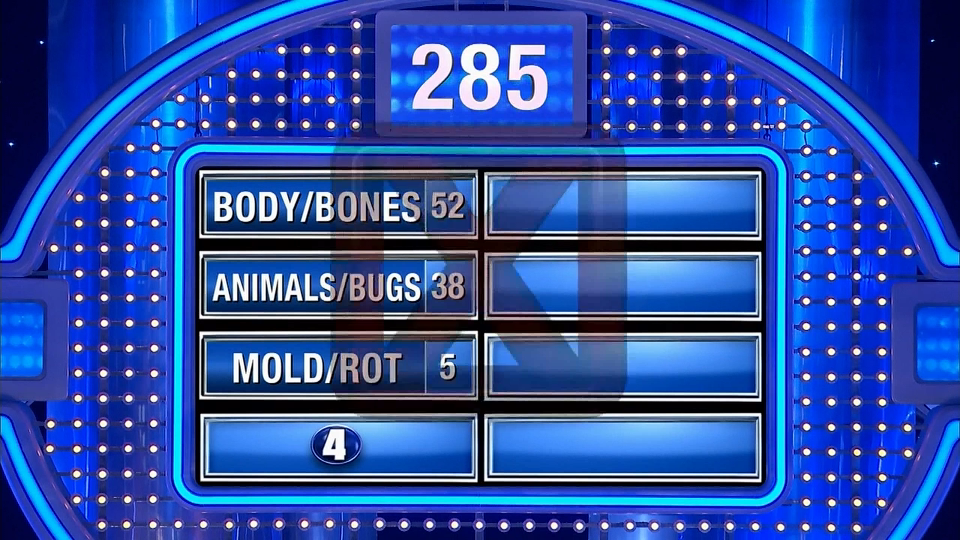 285
BODY/BONES 52
ANIMALS/BUGS 38
MOLD/ROT 5
4
X